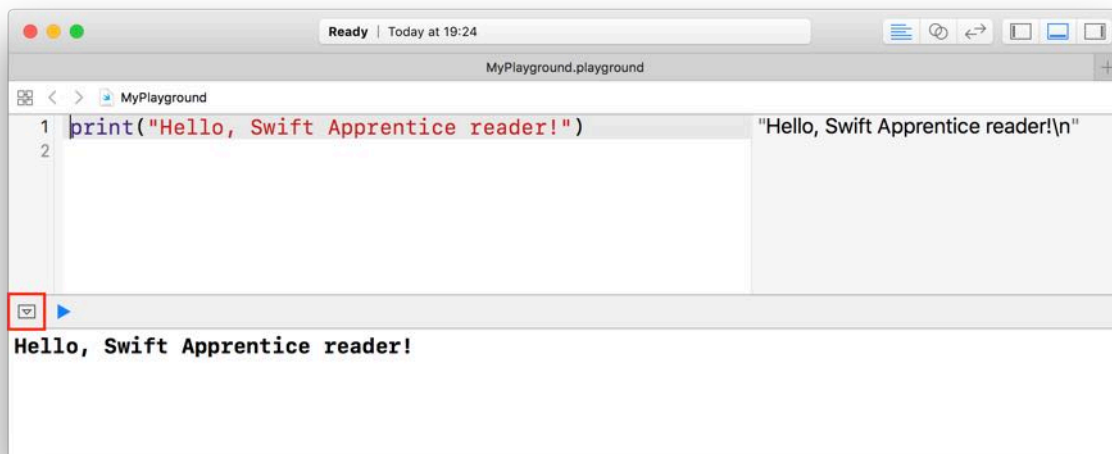 Ready | Today at 19:24
MyPlayground.playground
MyPlayground
1 print("Hello, Swift Apprentice reader!")
"Hello, Swift Apprentice reader!\n"
2
Hello, Swift Apprentice reader!